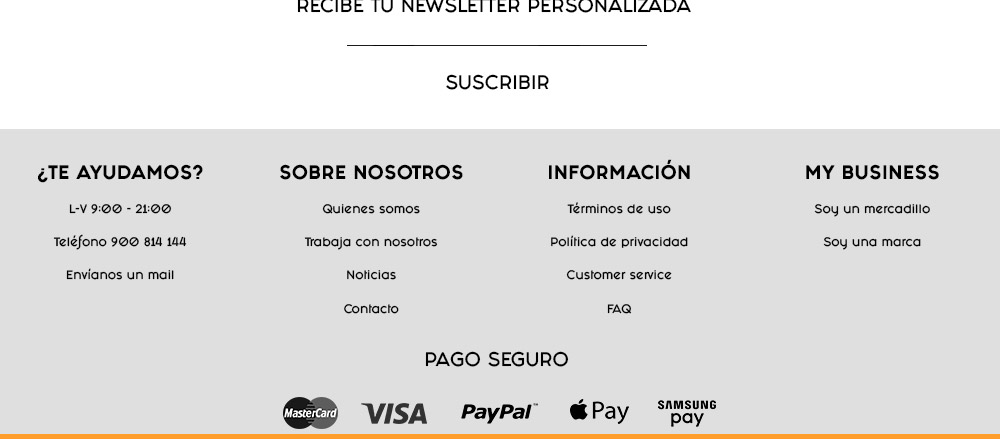 RECIBE TU NEWSLETTER PERSONALIZADA
SUSCRIBIR
¿TE AYUDAMOS?
L-V 9:00 - 21:00
Teléfono 900 814 144
Envíanos un mail
SOBRE NOSOTROS
Quienes somos
Trabaja con nosotros
Noticias
Contacto
INFORMACIÓN
Términos de uso
Política de privacidad
Customer service
FAQ
MY BUSINESS
Soy un mercadillo
Soy una marca
PAGO SEGURO
MasterCard VISA PayPal™ Pay SAMSUNG pay